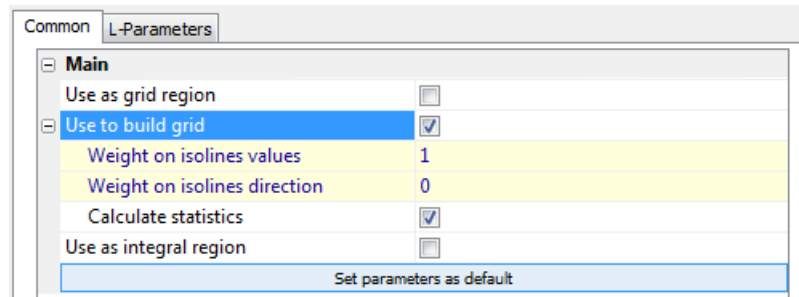 Common L-Parameters
Main
Use as grid region
Use to build grid
Weight on isolines values 1
Weight on isolines direction 0
Calculate statistics
Use as integral region
Set parameters as default